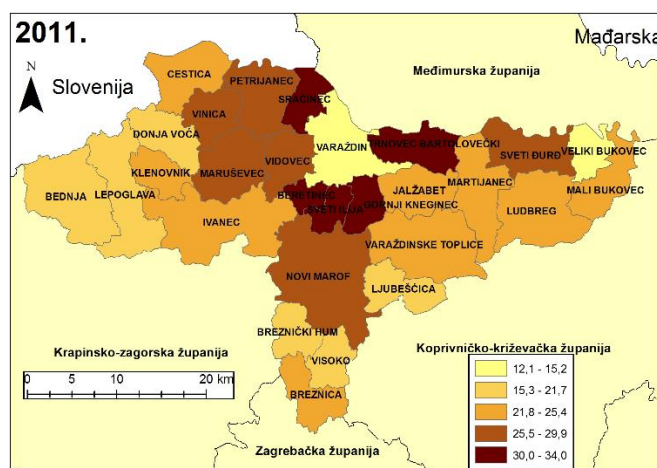 2011.
Mađarska
N
Slovenija
CESTICA
PETRIJANEC
Međimurska županija
SRAČINEC
VINICA
DONJA VOĆA
VARAŽDIN
TRNOVEC BARTOLOVEČKI
VELIKI BUKOVEC
SVETI ĐURĐ
VIDOVEC
KLENOVNIK
MARUŠEVEC
BEDNJA
LEPOGLAVA
JALŽABET
MARTIJANEC
MALI BUKOVEC
BERETINEC
SVETI ILIJA
GORNJI KNEGINEC
LUDBREG
IVANEC
VARAŽDINSKE TOPLICE
NOVI MAROF
LJUBEŠĆICA
BREZNIČKI HUM
Krapinsko-zagorska županija
VISOKO
Koprivničko-križevačka županija
0 5 10 20 km
BREZNICA
12,1 - 15,2
15,3 - 21,7
21,8 - 25,4
25,5 - 29,9
30,0 - 34,0
Zagrebačka županija